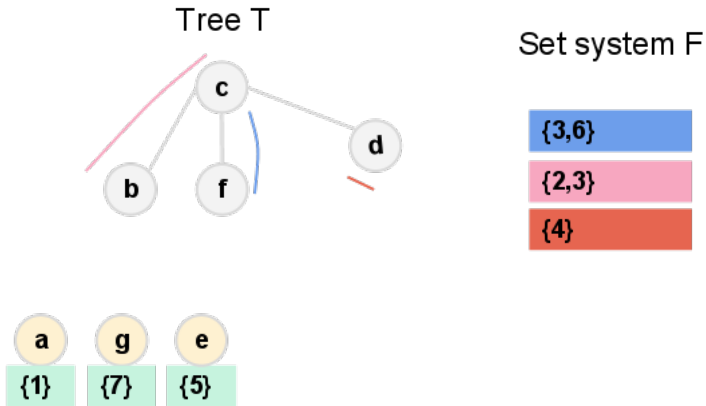 Tree T
Set system F
c
d
b
f
{3,6}
{2,3}
{4}
a
g
e
{1}
{7}
{5}